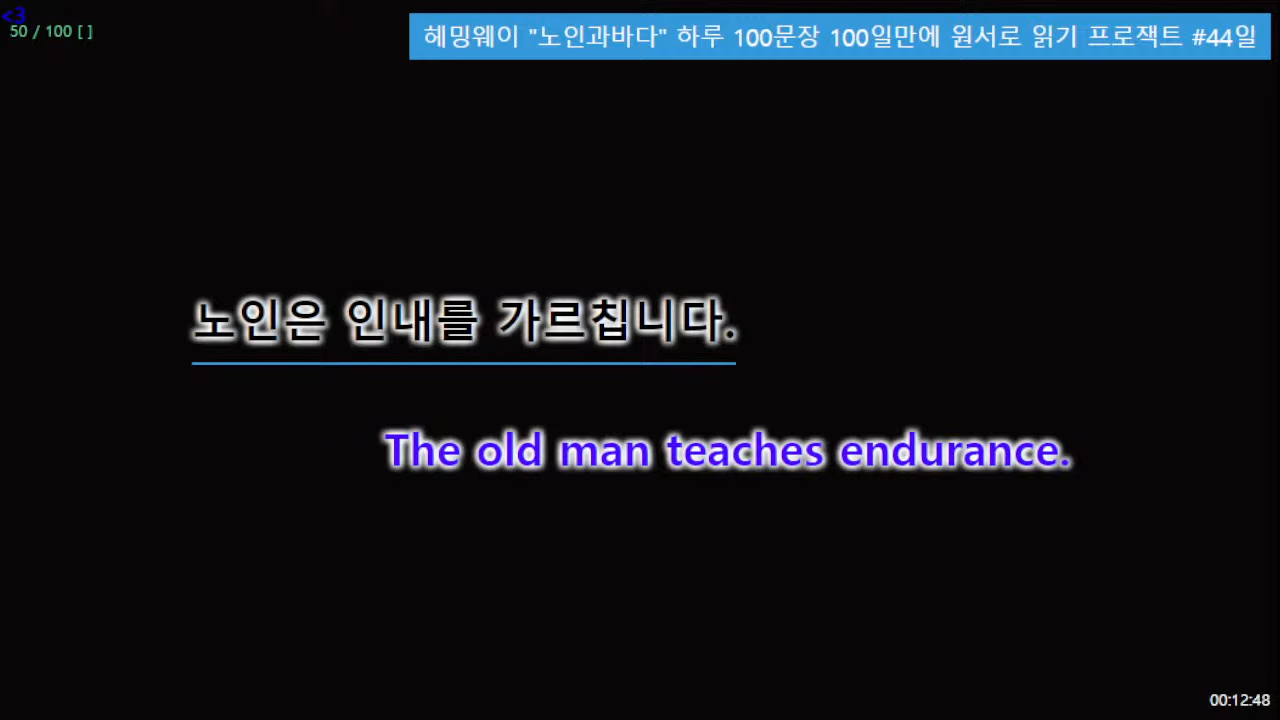 <3
50 / 100 [ ]
헤밍웨이 "노인과바다" 하루 100문장 100일만에 원서로 읽기 프로잭트 #44일
노인은 인내를 가르칩니다.
The old man teaches endurance.
00:12:48